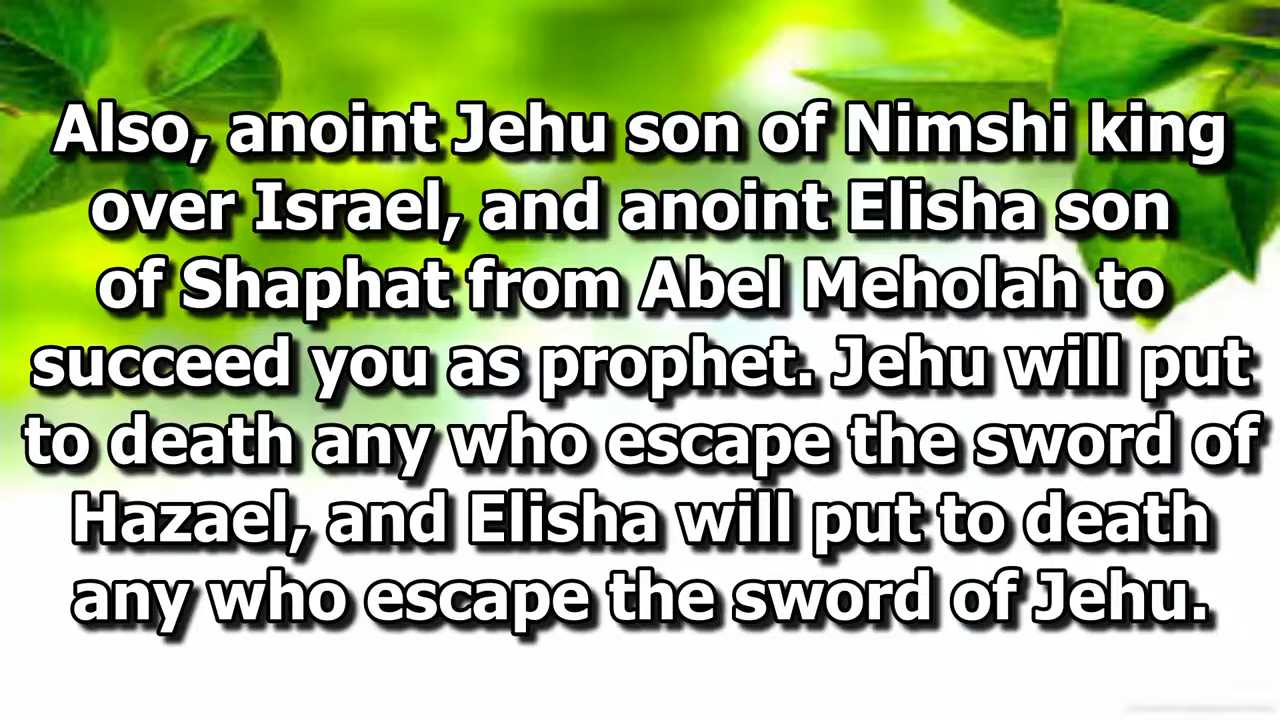 Also, anoint Jehu son of Nimshi king
over Israel, and anoint Elisha son
of Shaphat from Abel Meholah to
succeed you as prophet. Jehu will put
to death any who escape the sword of
Hazael, and Elisha will put to death
any who escape the sword of Jehu.